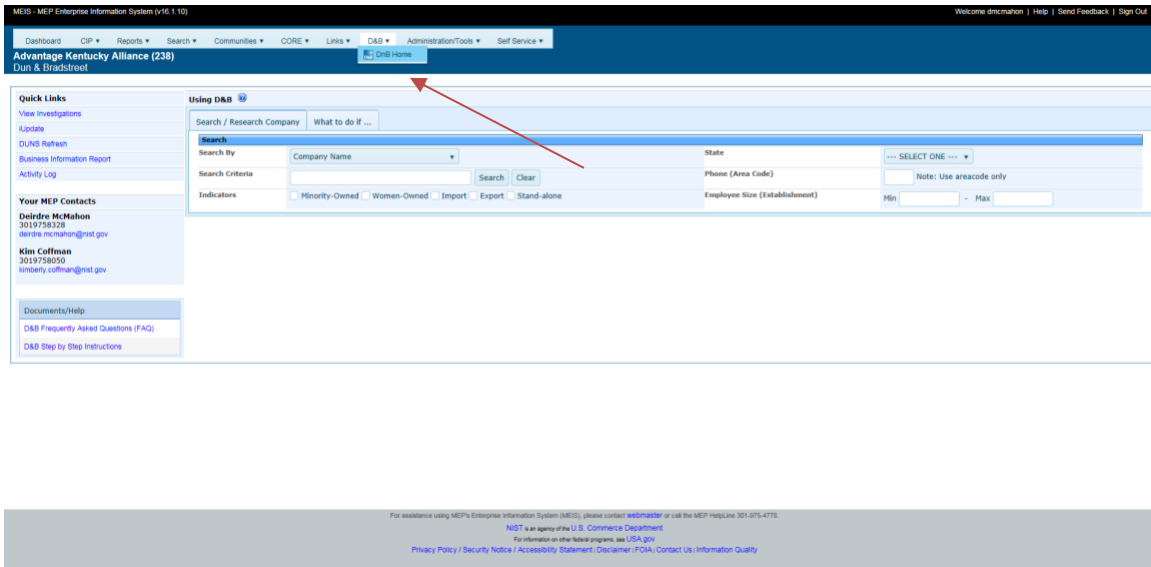 MEIS - MEP Enterprise Information System (v16.1.10)
Welcome dmcmahon | Help | Send Feedback | Sign Out
Dashboard CIP ▾ Reports ▾ Search ▾ Communities ▾ CORE ▾ Links ▾ D&B ▾ Administration/Tools ▾ Self Service ▾
Advantage Kentucky Alliance (238)
DnB Home
Dun & Bradstreet
Quick Links
View Investigations
iUpdate
DUNS Refresh
Business Information Report
Activity Log
Your MEP Contacts
Deirdre McMahon
3019758328
deirdre.mcmahon@nist.gov
Kim Coffman
3019758050
kimberly.coffman@nist.gov
Documents/Help
D&B Frequently Asked Questions (FAQ)
D&B Step by Step Instructions
Using D&B
Search / Research Company What to do if ...
Search
Search By Company Name ▾ State --- SELECT ONE --- ▾
Search Criteria Search Clear Phone (Area Code) Note: Use areacode only
Indicators Minority-Owned Women-Owned Import Export Stand-alone Employee Size (Establishment) Min - Max
For assistance using MEP's Enterprise Information System (MEIS), please contact webmaster or call the MEP HelpLine 301-975-4778.
NIST is an agency of the U.S. Commerce Department
For information on other federal programs, see USA.gov
Privacy Policy / Security Notice / Accessibility Statement | Disclaimer | FOIA | Contact Us | Information Quality